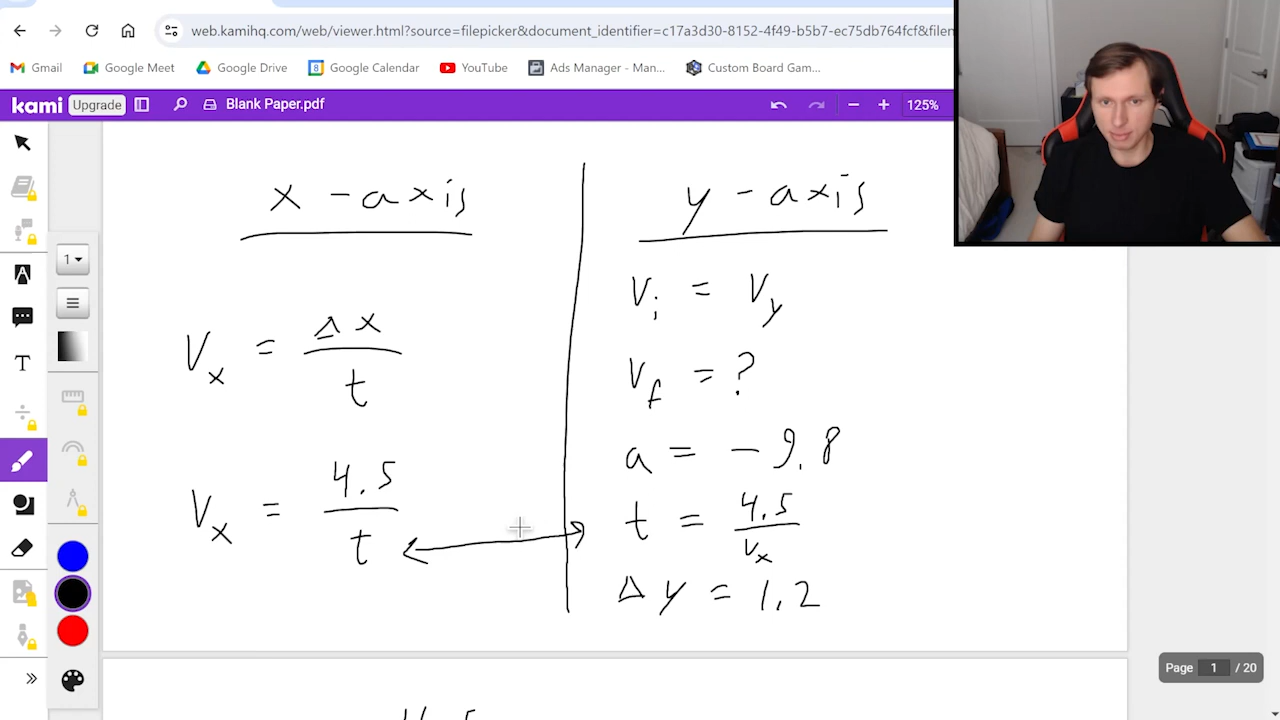 web.kamihq.com/web/viewer.html?source=filepicker&document_identifier=c17a3d30-8152-4f49-b5b7-ec75db764fcf&filen
Gmail Google Meet Google Drive 8 Google Calendar YouTube Ads Manager - Man... Custom Board Gam...
kami Upgrade Blank Paper.pdf 125%
x - axis
y - axis
Vx = Δx / t
Vx = 4.5 / t
Vi = Vy
Vf = ?
a = -9.8
t = 4.5 / Vx
Δy = 1.2
1
A
T
Page 1 / 20